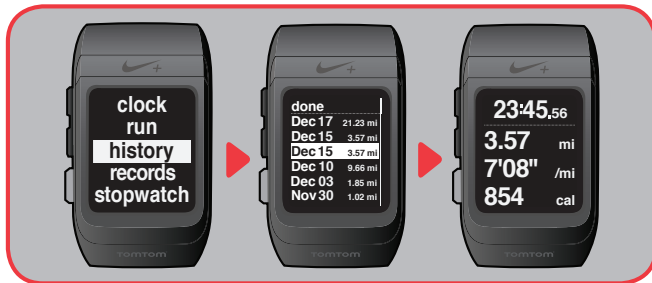 clock
run
history
records
stopwatch
TOMTOM
done
Dec 17 21.23 mi
Dec 15 3.57 mi
Dec 15 3.57 mi
Dec 10 9.66 mi
Dec 03 1.85 mi
Nov 30 1.02 mi
TOMTOM
23:45.56
3.57 mi
7'08" /mi
854 cal
TOMTOM